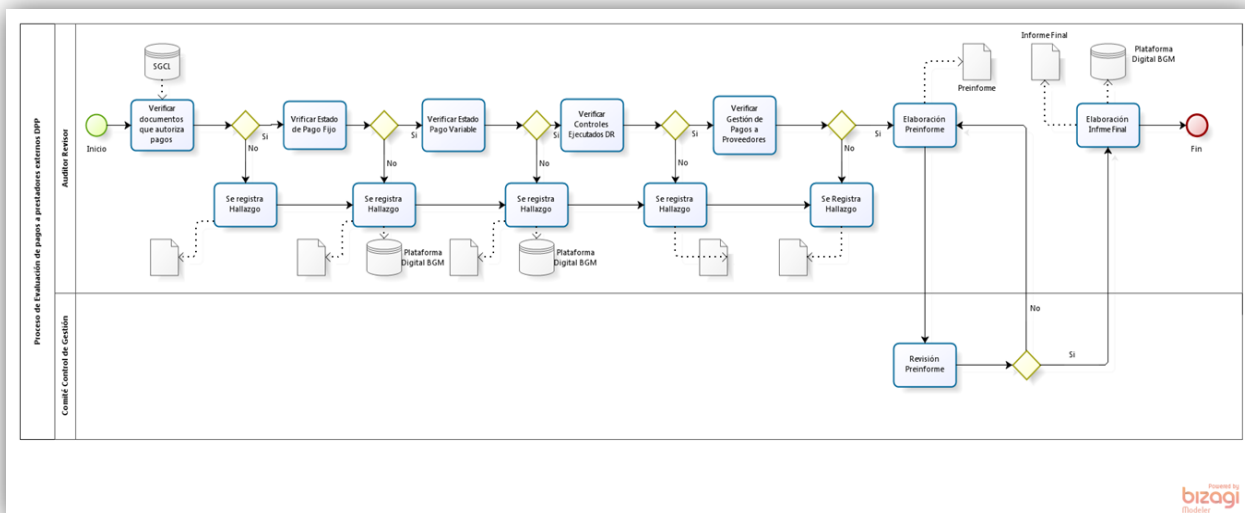 Proceso de Evaluación de pagos a prestadores externos DPP
Auditor Revisor
Inicio
SGCL
Verificar
documentos
que autoriza
pagos
Si
No
Vrificar Estado
de Pago Fijo
Si
No
Verificar Estado
Pago Variable
Si
No
Verificar
Controles
Ejecutados DR
Si
No
Verificar
Gestión de
Pagos a
Proveedores
Si
No
Elaboración
Preinforme
Preinforme
Informe Final
Plataforma
Digital BGM
Elaboración
Infrme Final
Fin
Se registra
Hallazgo
Se registra
Hallazgo
Plataforma
Digital BGM
Se registra
Hallazgo
Plataforma
Digital BGM
Se registra
Hallazgo
Se Registra
Hallazgo
Comité Control de Gestión
Revisión
Preinforme
No
Si
Powered by
bizagi
Modeler